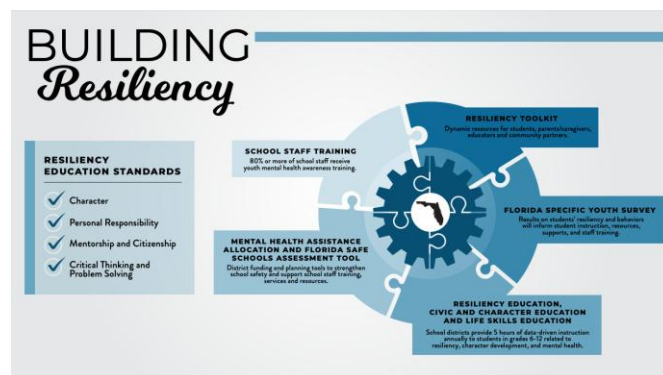 BUILDING
Resiliency
RESILIENCY
EDUCATION STANDARDS
Character
Personal Responsibility
Mentorship and Citizenship
Critical Thinking and
Problem Solving
SCHOOL STAFF TRAINING
80% or more of school staff receive
youth mental health awareness training.
RESILIENCY TOOLKIT
Dynamic resources for students, parents/caregivers,
educators and community partners.
FLORIDA SPECIFIC YOUTH SURVEY
Results on students' resiliency and behaviors
will inform student instruction, resources,
supports, and staff training.
MENTAL HEALTH ASSISTANCE
ALLOCATION AND FLORIDA SAFE
SCHOOLS ASSESSMENT TOOL
District funding and planning tools to strengthen
school safety and support school staff training,
services and resources.
RESILIENCY EDUCATION,
CIVIC AND CHARACTER EDUCATION
AND LIFE SKILLS EDUCATION
School districts provide 5 hours of data-driven instruction
annually to students in grades 6-12 related to
resiliency, character development, and mental health.